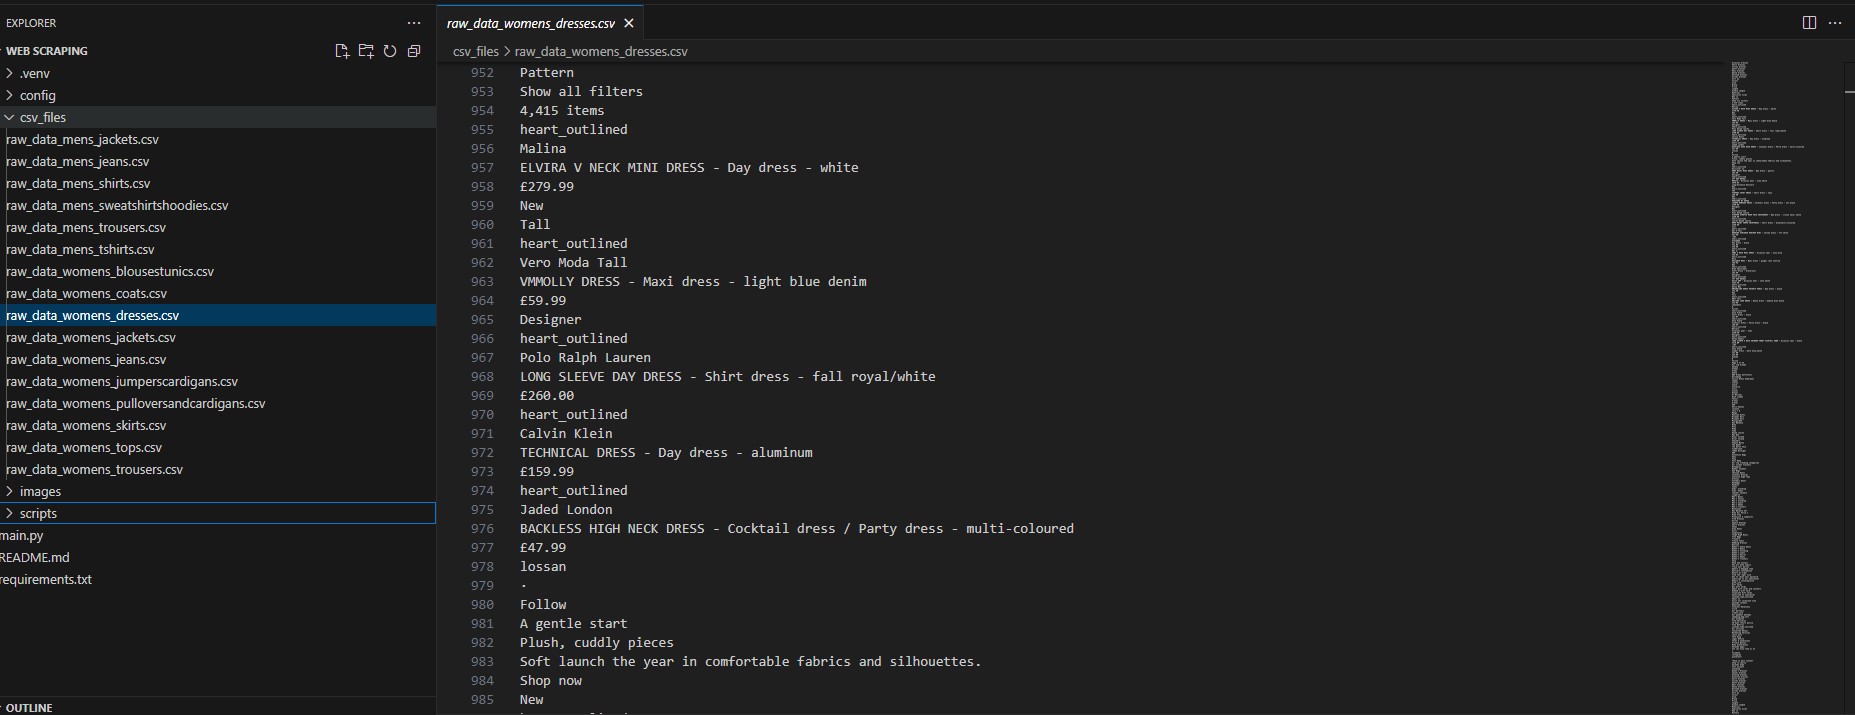 EXPLORER
...
WEB SCRAPING
.venv
config
csv_files
raw_data_mens_jackets.csv
raw_data_mens_jeans.csv
raw_data_mens_shirts.csv
raw_data_mens_sweatshirtshoodies.csv
raw_data_mens_trousers.csv
raw_data_mens_tshirts.csv
raw_data_womens_blousestunics.csv
raw_data_womens_coats.csv
raw_data_womens_dresses.csv
raw_data_womens_jackets.csv
raw_data_womens_jeans.csv
raw_data_womens_jumperscardigans.csv
raw_data_womens_pulloversandcardigans.csv
raw_data_womens_skirts.csv
raw_data_womens_tops.csv
raw_data_womens_trousers.csv
images
scripts
main.py
README.md
requirements.txt
OUTLINE
raw_data_womens_dresses.csv
csv_files > raw_data_womens_dresses.csv
952 Pattern
953 Show all filters
954 4,415 items
955 heart_outlined
956 Malina
957 ELVIRA V NECK MINI DRESS - Day dress - white
958 £279.99
959 New
960 Tall
961 heart_outlined
962 Vero Moda Tall
963 VMMOLLY DRESS - Maxi dress - light blue denim
964 £59.99
965 Designer
966 heart_outlined
967 Polo Ralph Lauren
968 LONG SLEEVE DAY DRESS - Shirt dress - fall royal/white
969 £260.00
970 heart_outlined
971 Calvin Klein
972 TECHNICAL DRESS - Day dress - aluminum
973 £159.99
974 heart_outlined
975 Jaded London
976 BACKLESS HIGH NECK DRESS - Cocktail dress / Party dress - multi-coloured
977 £47.99
978 lossan
979 ·
980 Follow
981 A gentle start
982 Plush, cuddly pieces
983 Soft launch the year in comfortable fabrics and silhouettes.
984 Shop now
985 New